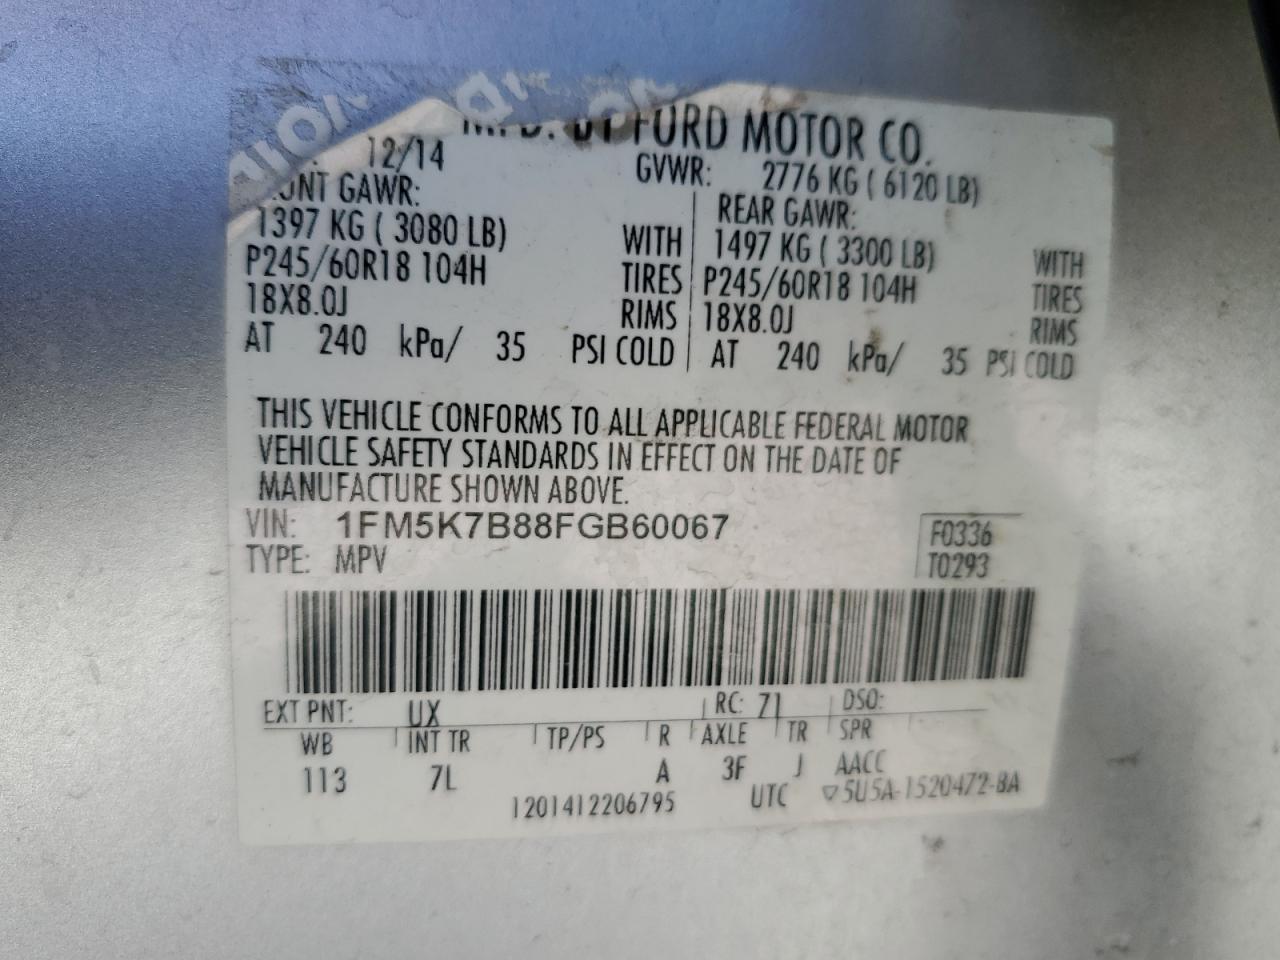 MFD. BY FORD MOTOR CO.
12/14 GVWR: 2776 KG ( 6120 LB)
FRONT GAWR: REAR GAWR:
1397 KG ( 3080 LB) WITH 1497 KG ( 3300 LB) WITH
P245/60R18 104H TIRES P245/60R18 104H TIRES
18X8.0J RIMS 18X8.0J RIMS
AT 240 kPa/ 35 PSI COLD AT 240 kPa/ 35 PSI COLD
THIS VEHICLE CONFORMS TO ALL APPLICABLE FEDERAL MOTOR
VEHICLE SAFETY STANDARDS IN EFFECT ON THE DATE OF
MANUFACTURE SHOWN ABOVE.
VIN: 1FM5K7B88FGB60067 F0336
TYPE: MPV T0293
EXT PNT: UX RC: 71 DSO:
WB INT TR TP/PS R AXLE TR SPR
113 7L A 3F J AACC
1201412206795 UTC ▽5U5A-1520472-BA